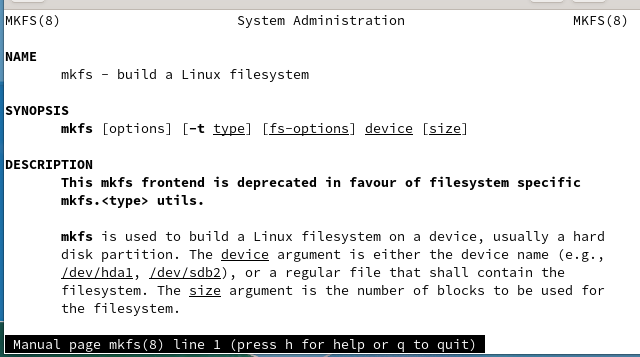 MKFS(8) System Administration MKFS(8)
NAME
mkfs - build a Linux filesystem
SYNOPSIS
mkfs [options] [-t type] [fs-options] device [size]
DESCRIPTION
This mkfs frontend is deprecated in favour of filesystem specific
mkfs.<type> utils.
mkfs is used to build a Linux filesystem on a device, usually a hard
disk partition. The device argument is either the device name (e.g.,
/dev/hda1, /dev/sdb2), or a regular file that shall contain the
filesystem. The size argument is the number of blocks to be used for
the filesystem.
Manual page mkfs(8) line 1 (press h for help or q to quit)